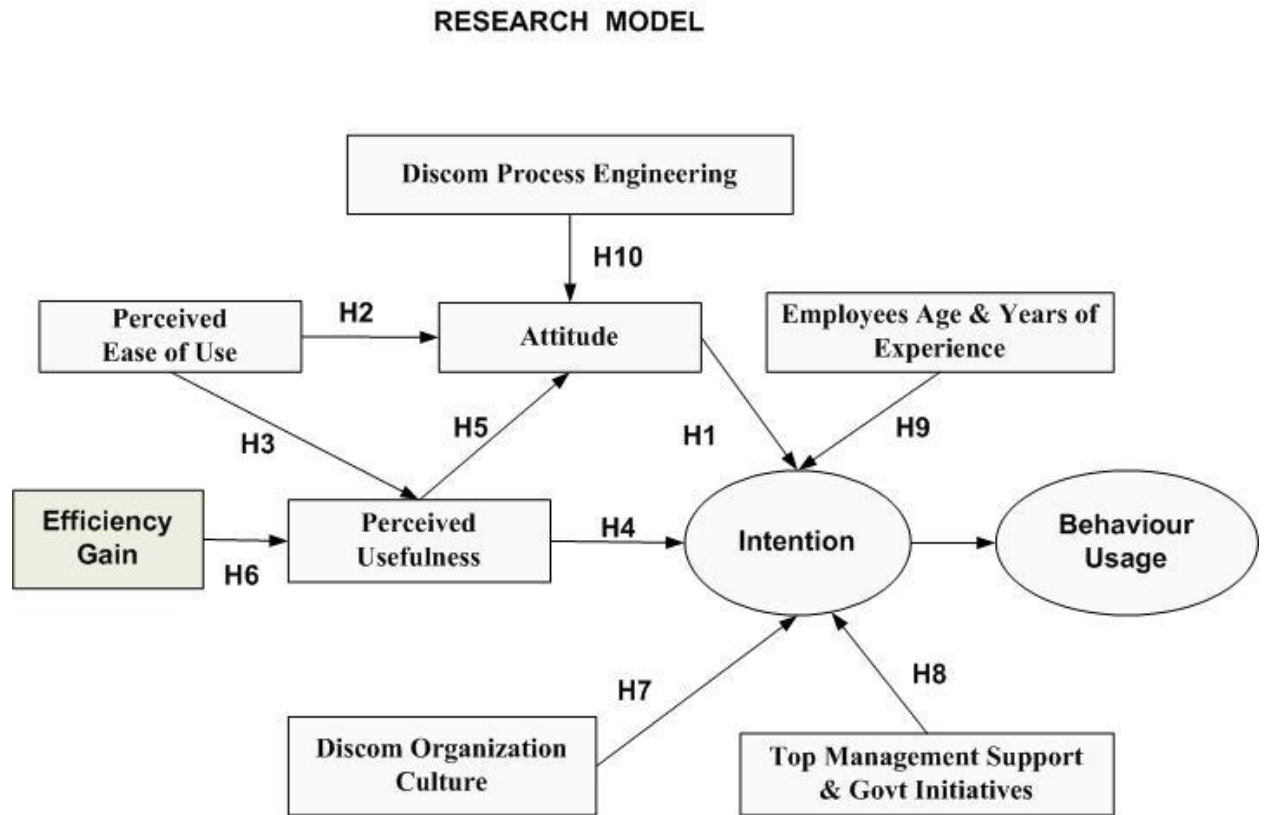 RESEARCH MODEL
Discom Process Engineering
H10
Perceived
Ease of Use
H2
Attitude
Employees Age & Years of
Experience
H3
H5
H1
H9
Efficiency
Gain
H6
Perceived
Usefulness
H4
Intention
Behaviour
Usage
H7
H8
Discom Organization
Culture
Top Management Support
& Govt Initiatives